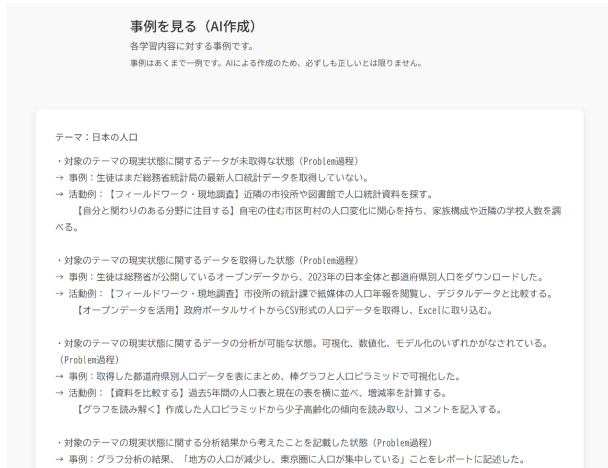 事例を見る（AI作成）
各学習内容に対する事例です。
事例はあくまで一例です。AIによる作成のため、必ずしも正しいとは限りません。
テーマ：日本の人口
・対象のテーマの現実状態に関するデータが未取得な状態（Problem過程）
→ 事例：生徒はまだ総務省統計局の最新人口統計データを取得していない。
→ 活動例：【フィールドワーク・現地調査】近隣の市役所や図書館で人口統計資料を探す。
【自分と関わりのある分野に注目する】自宅の住む市区町村の人口変化に関心を持ち、家族構成や近隣の学校人数を調
べる。
・対象のテーマの現実状態に関するデータを取得した状態（Problem過程）
→ 事例：生徒は総務省が公開しているオープンデータから、2023年の日本全体と都道府県別人口をダウンロードした。
→ 活動例：【フィールドワーク・現地調査】市役所の統計課で紙媒体の人口年報を閲覧し、デジタルデータと比較する。
【オープンデータを活用】政府ポータルサイトからCSV形式の人口データを取得し、Excelに取り込む。
・対象のテーマの現実状態に関するデータの分析が可能な状態。可視化、数値化、モデル化のいずれかがなされている。
（Problem過程）
→ 事例：取得した都道府県別人口データを表にまとめ、棒グラフと人口ピラミッドで可視化した。
→ 活動例：【資料を比較する】過去5年間の人口表と現在の表を横に並べ、増減率を計算する。
【グラフを読み解く】作成した人口ピラミッドから少子高齢化の傾向を読み取り、コメントを記入する。
・対象のテーマの現実状態に関する分析結果から考えたことを記載した状態（Problem過程）
→ 事例：グラフ分析の結果、「地方の人口が減少し、東京圏に人口が集中している」ことをレポートに記述した。